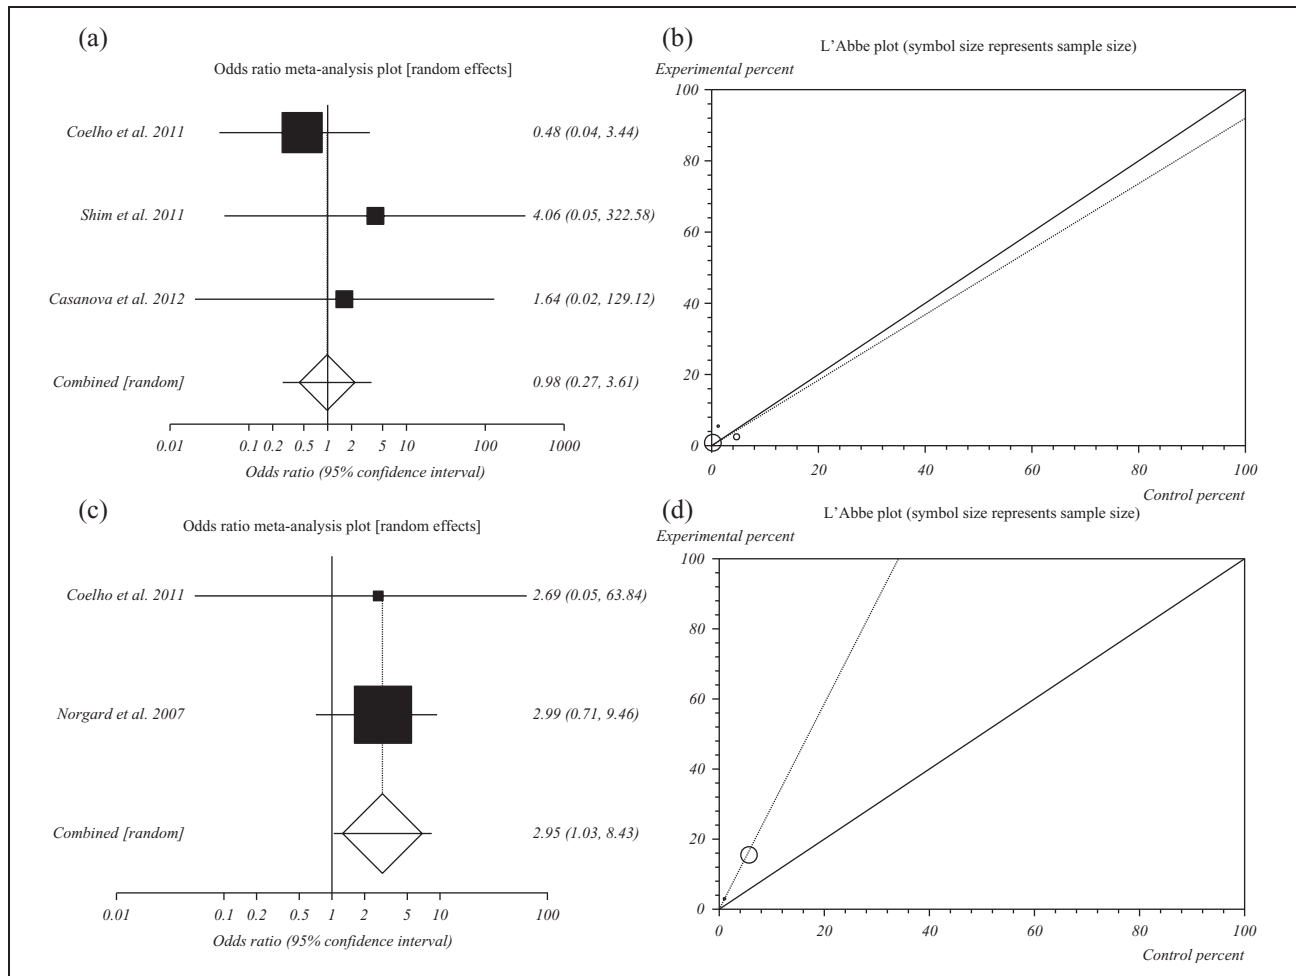 (a)
Odds ratio meta-analysis plot [random effects]
Coelho et al. 2011 0.48 (0.04, 3.44)
Shim et al. 2011 4.06 (0.05, 322.58)
Casanova et al. 2012 1.64 (0.02, 129.12)
Combined [random] 0.98 (0.27, 3.61)
0.01 0.1 0.2 0.5 1 2 5 10 100 1000
Odds ratio (95% confidence interval)
(b)
L'Abbe plot (symbol size represents sample size)
Experimental percent
100
80
60
40
20
0
0 20 40 60 80 100
Control percent
(c)
Odds ratio meta-analysis plot [random effects]
Coelho et al. 2011 2.69 (0.05, 63.84)
Norgard et al. 2007 2.99 (0.71, 9.46)
Combined [random] 2.95 (1.03, 8.43)
0.01 0.1 0.2 0.5 1 2 5 10 100
Odds ratio (95% confidence interval)
(d)
L'Abbe plot (symbol size represents sample size)
Experimental percent
100
80
60
40
20
0
0 20 40 60 80 100
Control percent